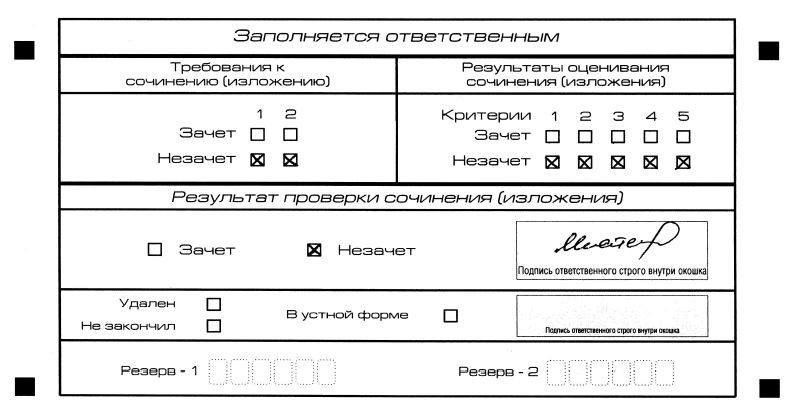 Заполняется ответственным
Требования к
сочинению (изложению)
Результаты оценивания
сочинения (изложения)
1 2
Зачет
Незачет
Критерии 1 2 3 4 5
Зачет
Незачет
Результат проверки сочинения (изложения)
Зачет Незачет
Подпись ответственного строго внутри окошка
Удален
Не закончил
В устной форме
Подпись ответственного строго внутри окошка
Резерв - 1 Резерв - 2